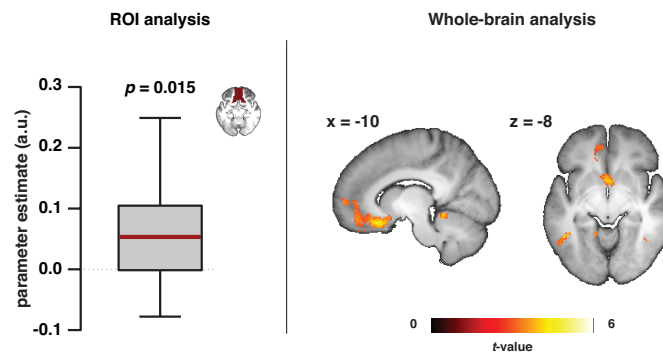 ROI analysis
Whole-brain analysis
p = 0.015
parameter estimate (a.u.)
0.3
0.2
0.1
0.0
-0.1
x = -10
z = -8
0
6
t-value